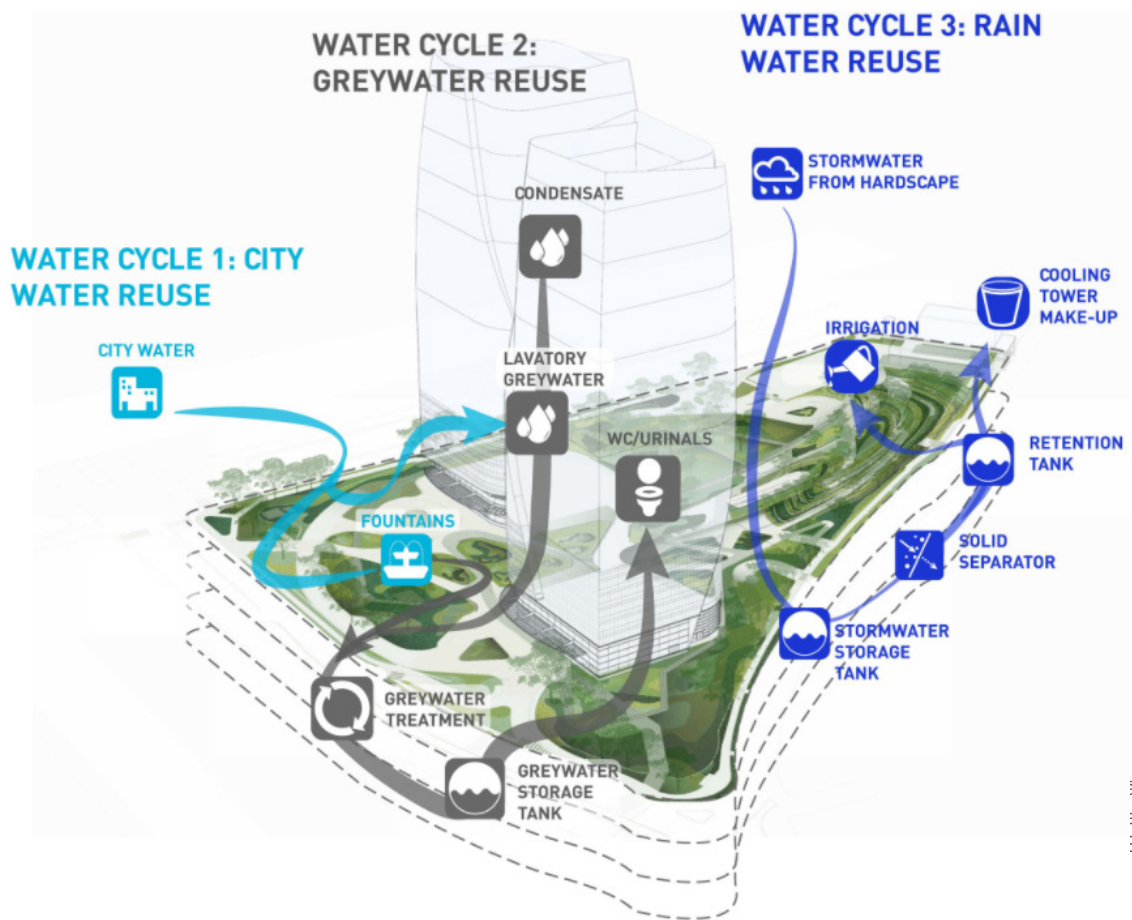 WATER CYCLE 2:
GREYWATER REUSE
WATER CYCLE 3: RAIN
WATER REUSE
STORMWATER
FROM HARDSCAPE
CONDENSATE
WATER CYCLE 1: CITY
WATER REUSE
CITY WATER
COOLING
TOWER
MAKE-UP
IRRIGATION
LAVATORY
GREYWATER
WC/URINALS
RETENTION
TANK
FOUNTAINS
SOLID
SEPARATOR
STORMWATER
STORAGE
TANK
GREYWATER
TREATMENT
GREYWATER
STORAGE
TANK